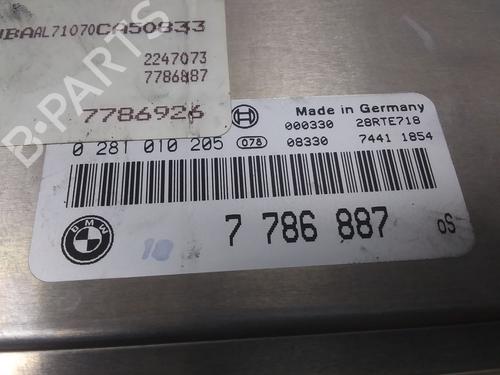 WBAAL71070CA50833
2247073
7786887
7786926
Made in Germany
000330 28RTE718
0 281 010 205 078 08330 7441 1854
BMW
7 786 887 0S
18
B-PARTS